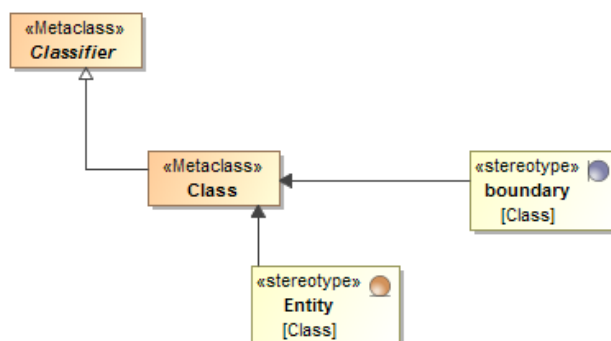 «Metaclass»
Classifier
«Metaclass»
Class
«stereotype»
boundary
[Class]
«stereotype»
Entity
[Class]